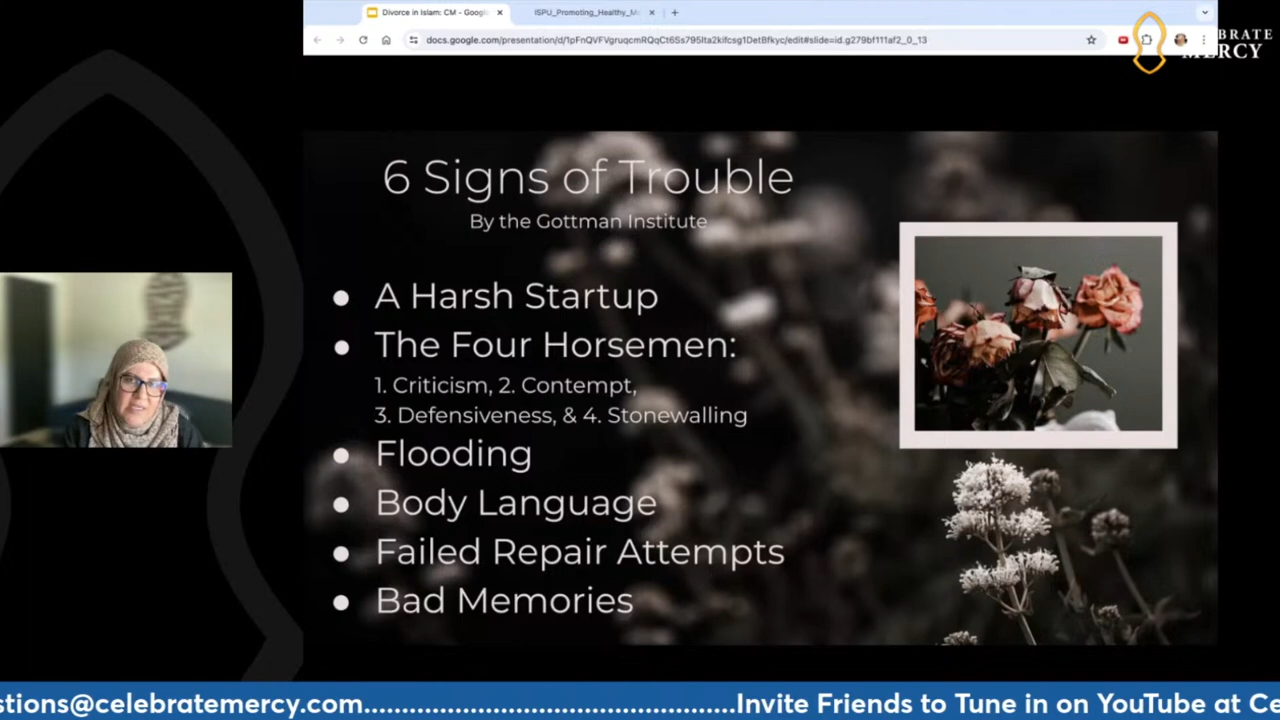 Divorce in Islam: CM - Googl
ISPU_Promoting_Healthy_M
docs.google.com/presentation/d/1pFnQVFVgruqcmRQqCt6Ss795Ita2kifcsg1DetBfkyc/edit#slide=id.g279bf111af2_0_13
BRATE
MERCY
6 Signs of Trouble
By the Gottman Institute
● A Harsh Startup
● The Four Horsemen:
1. Criticism, 2. Contempt,
3. Defensiveness, & 4. Stonewalling
● Flooding
● Body Language
● Failed Repair Attempts
● Bad Memories
stions@celebratemercy.com.......................................Invite Friends to Tune in on YouTube at Ce